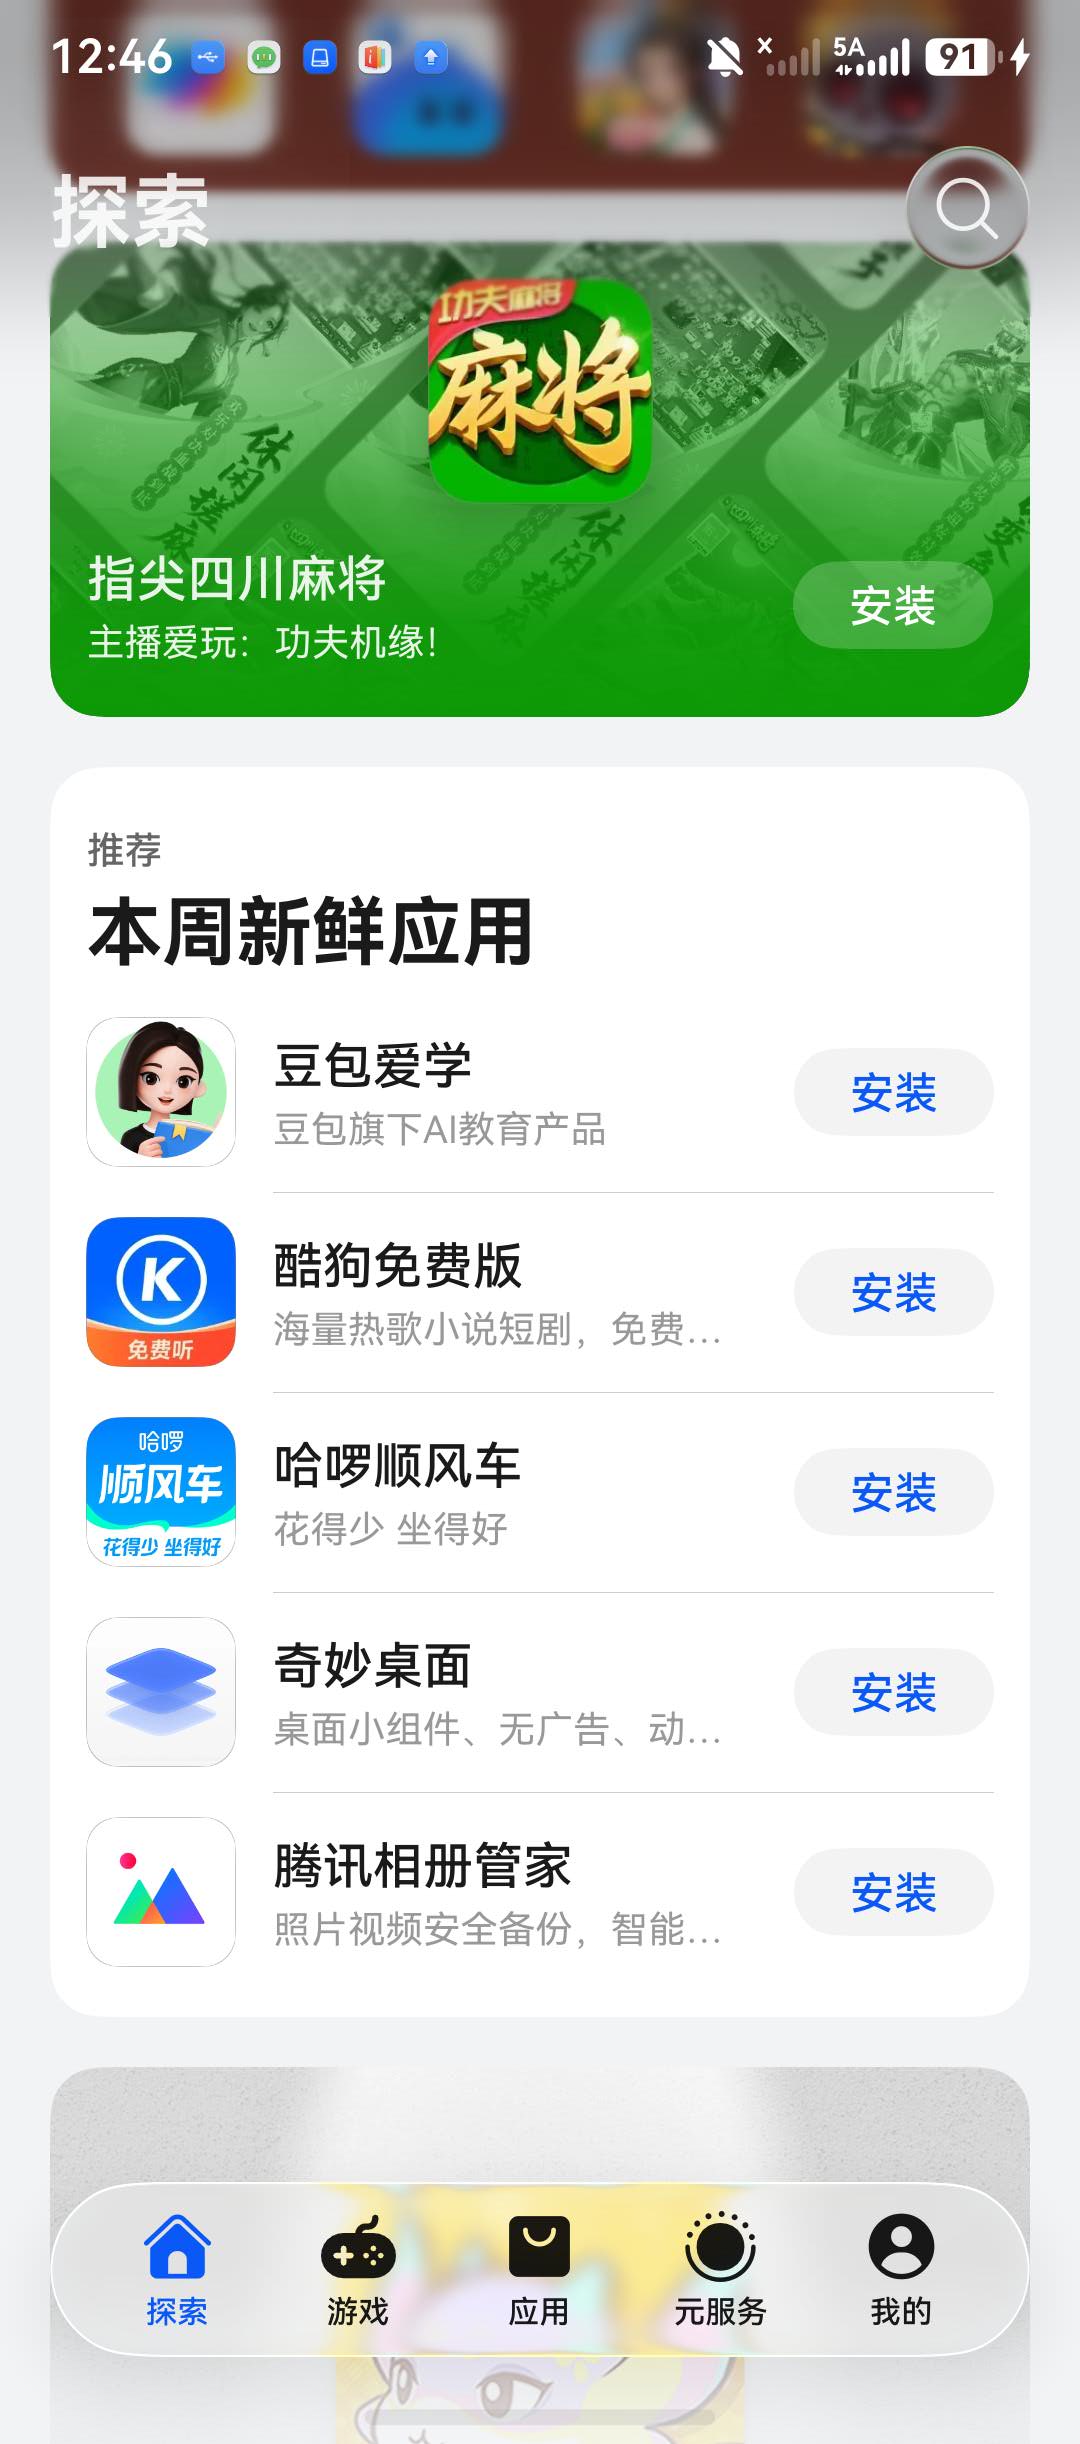 12:46
5A
91
探索
功夫麻将
麻将
休闲搓麻
休闲搓
指尖四川麻将
主播爱玩：功夫机缘！
安装
推荐
本周新鲜应用
豆包爱学
豆包旗下AI教育产品
安装
K
免费听
酷狗免费版
海量热歌小说短剧，免费...
安装
哈啰
顺风车
花得少 坐得好
哈啰顺风车
花得少 坐得好
安装
奇妙桌面
桌面小组件、无广告、动...
安装
腾讯相册管家
照片视频安全备份，智能...
安装
探索
游戏
应用
元服务
我的